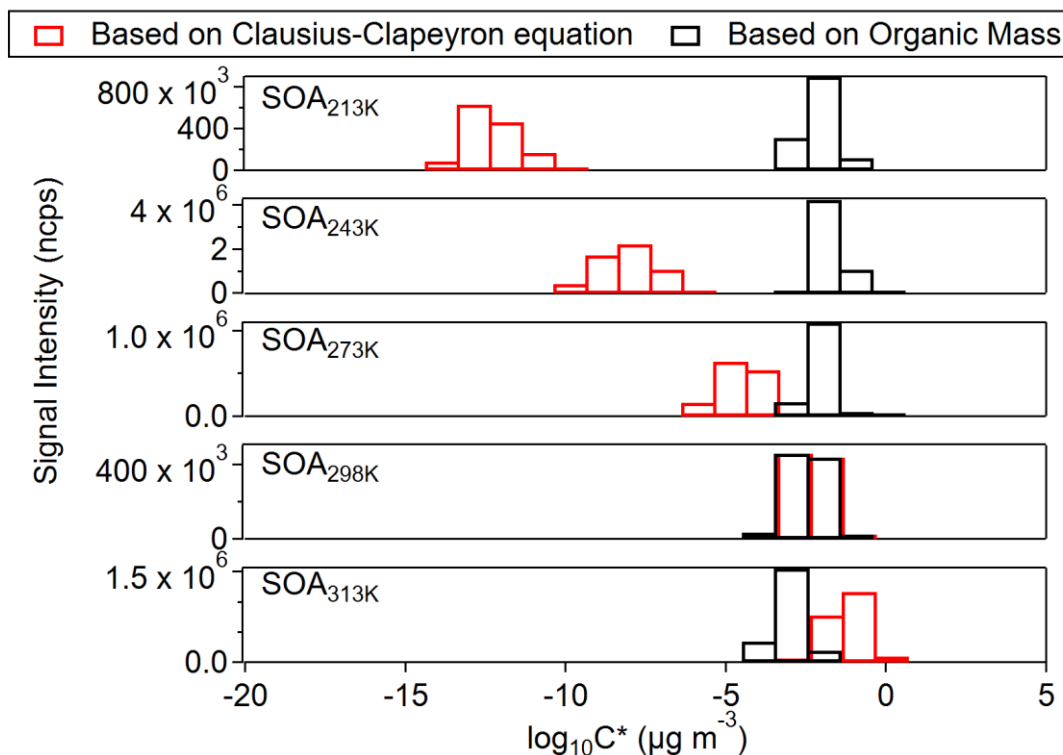 Based on Clausius-Clapeyron equation Based on Organic Mass
800 x 10³
400
0
SOA₂₁₃ₖ
4 x 10⁶
2
0
SOA₂₄₃ₖ
1.0 x 10⁶
0.0
SOA₂₇₃ₖ
400 x 10³
0
SOA₂₉₈ₖ
1.5 x 10⁶
0.0
SOA₃₁₃ₖ
Signal Intensity (ncps)
-20 -15 -10 -5 0 5
log₁₀C* (µg m⁻³)